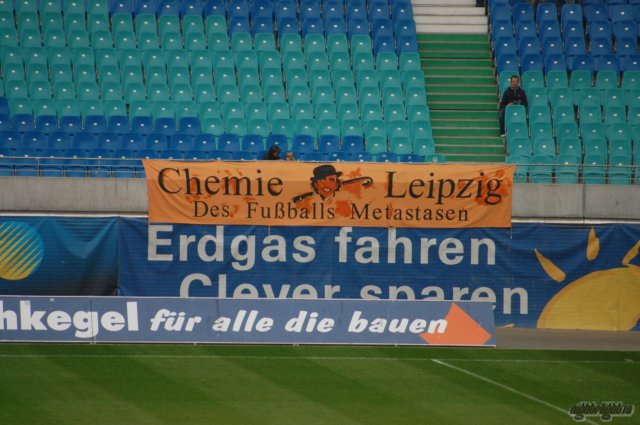 Chemie Leipzig
Des Fußballs Metastasen
Erdgas fahren
Clever sparen
hkegel für alle die bauen